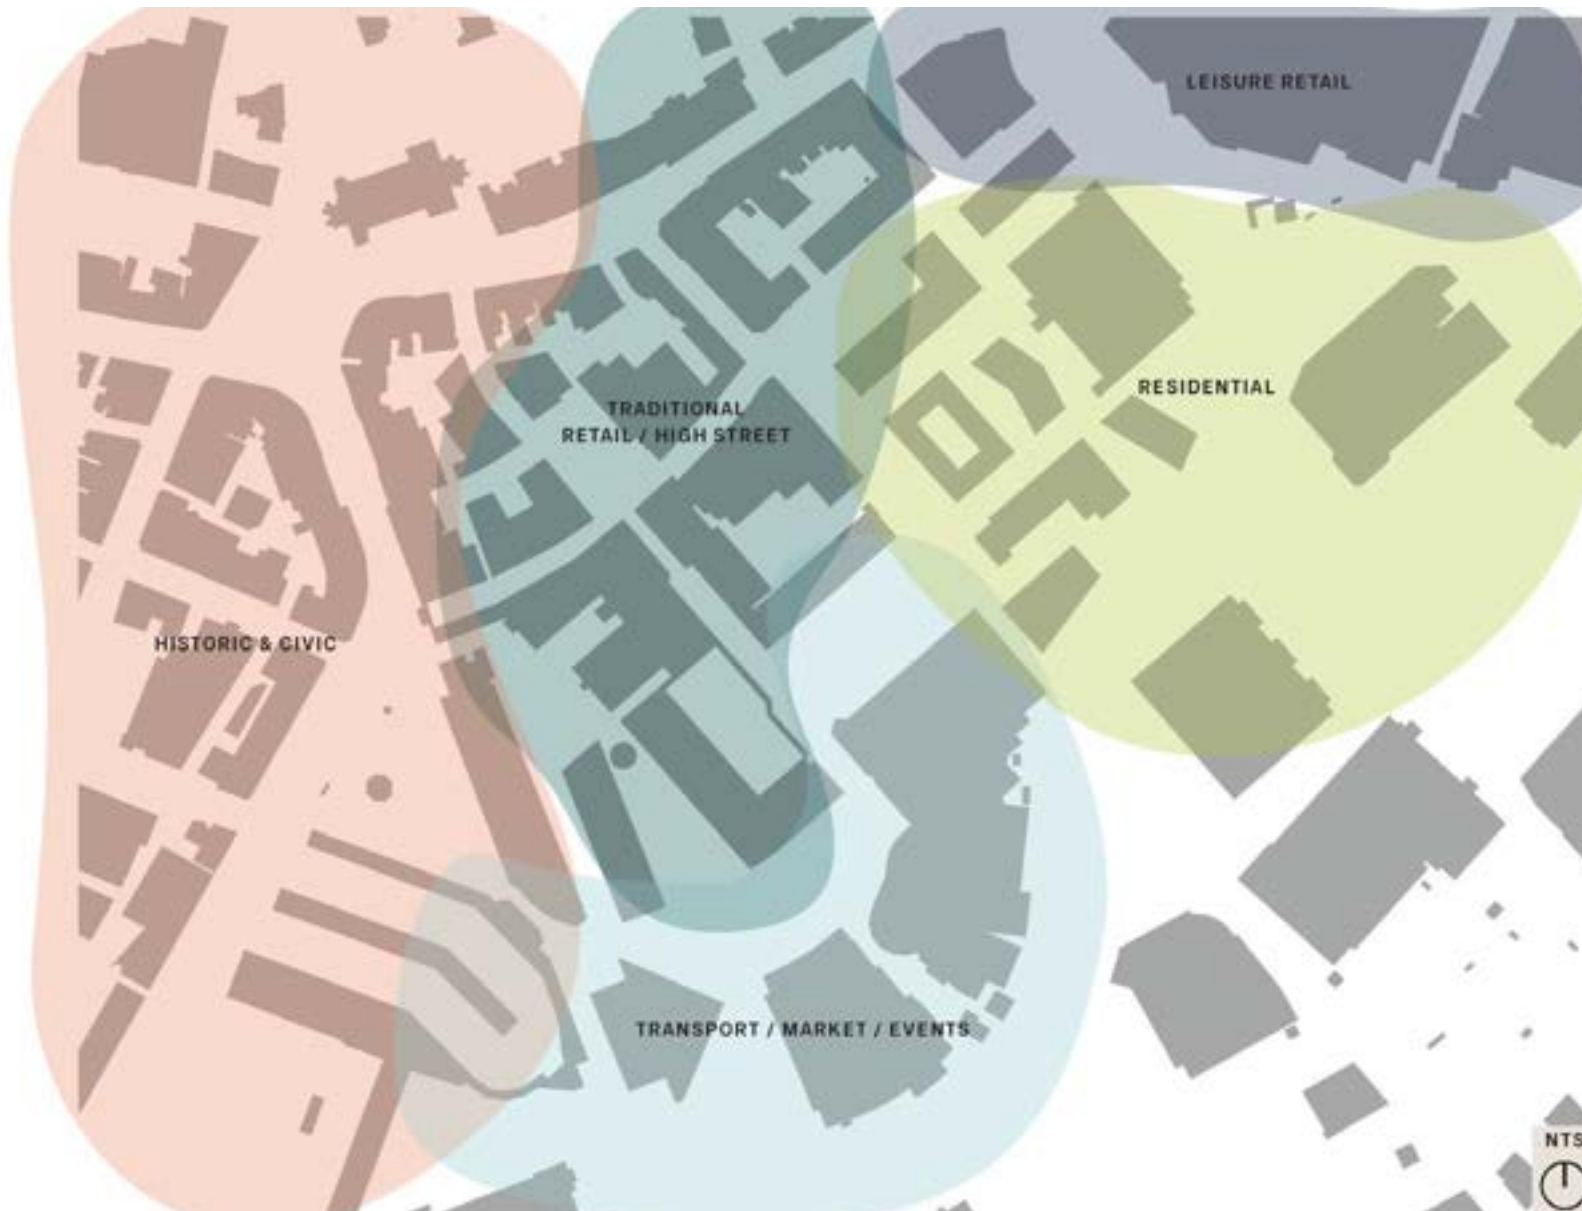 LEISURE RETAIL
RESIDENTIAL
TRADITIONAL
RETAIL / HIGH STREET
HISTORIC & CIVIC
TRANSPORT / MARKET / EVENTS
NTS